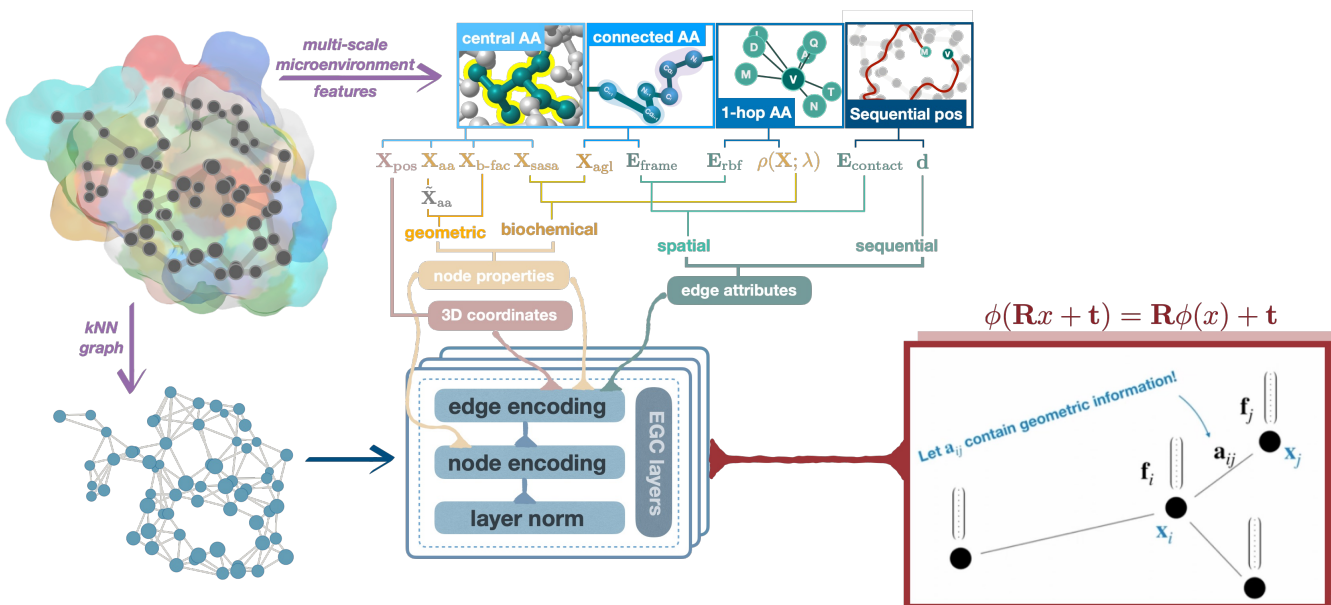 multi-scale
microenvironment
features
central AA
connected AA
1-hop AA
Sequential pos
D
Q
M
V
T
N
M
V
X_pos X_aa X_b-fac X_sasa X_agl E_frame E_rbf ρ(X; λ) E_contact d
X̃_aa
geometric
biochemical
spatial
sequential
node properties
edge attributes
3D coordinates
kNN
graph
edge encoding
node encoding
layer norm
EGC layers
ϕ(Rx + t) = Rϕ(x) + t
Let a_ij contain geometric information!
f_j
a_ij
x_j
f_i
x_i